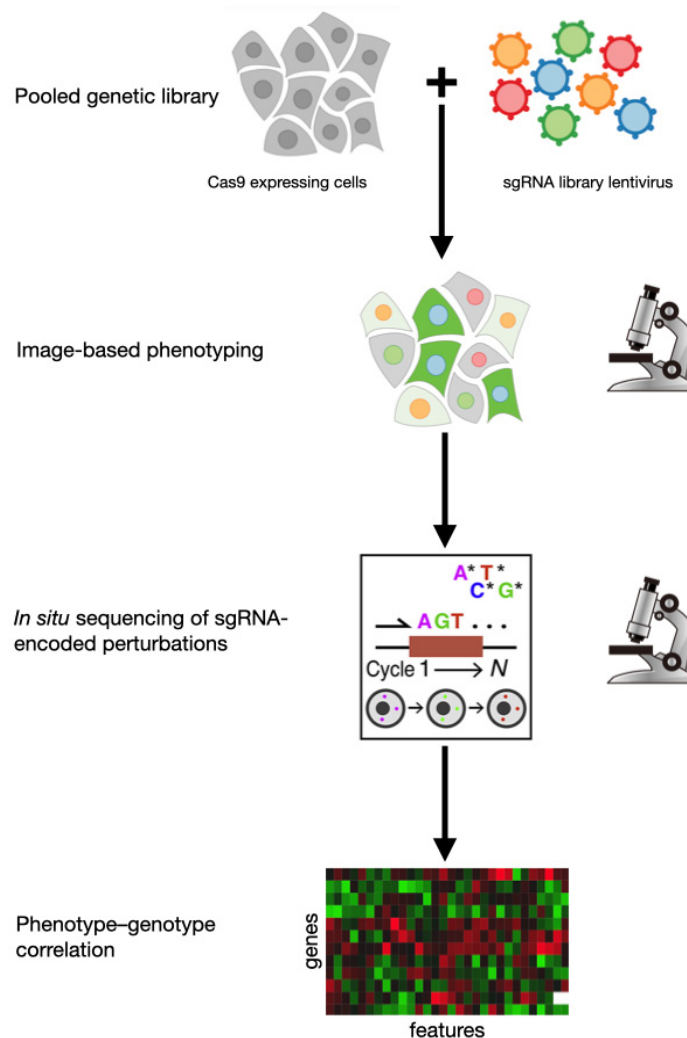 Pooled genetic library
+
Cas9 expressing cells
sgRNA library lentivirus
Image-based phenotyping
In situ sequencing of sgRNA-
encoded perturbations
A* T*
C* G*
AGT ...
Cycle 1 → N
Phenotype–genotype
correlation
genes
features